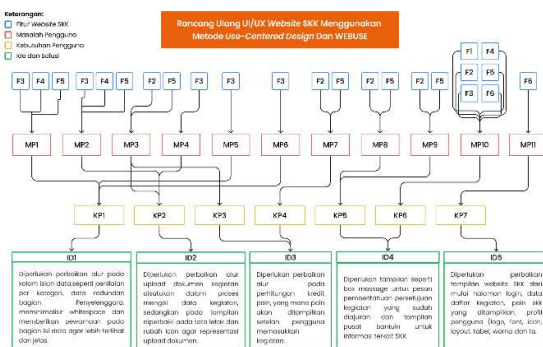 Keterangan:
Fitur Website SKK
Masalah Pengguna
Kebutuhan Pengguna
Ide dan Solusi
Rancang Ulang UI/UX Website SKK Menggunakan
Metode Use-Centered Design Dan WEBUSE
F1 F4
F2 F5
F3 F6
F3 F4 F5 F3 F4 F5 F2 F5 F3 F3 F3 F2 F5 F2 F5 F2 F5 F6
MP1 MP2 MP3 MP4 MP5 MP6 MP7 MP8 MP9 MP10 MP11
KP1 KP2 KP3 KP4 KP5 KP6 KP7
ID1
Diperlukan perbaikan alur pada
kolom isian data seperti penilaian
per kategori, data redundan
bagian Penyelenggara,
meminimalisir whitespace dan
memberikan pewarnaan pada
bagian isi data agar lebih terlihat
dan jelas.
ID2
Diperlukan perbaikan alur
upload dokumen kegiatan
disatukan dalam proses
mengisi data kegiatan,
sedangkan pada tampilan
diperbaiki pada tata letak dan
rubah icon agar representasi
upload dokumen.
ID3
Diperlukan perbaikan
alur pada
perhitungan kredit
poin, yang mana poin
akan ditampilkan
setelah pengguna
memasukkan
kegiatan.
ID4
Diperlukan tampilan seperti
box massage untuk pesan
pemberitahuan persetujuan
kegiatan yang sudah
diajukan dan tampilan
pusat bantuin untuk
informasi terkait SKK.
ID5
Diperlukan perbaikan
tampilan website SKK dari
mulai halaman login, data
daftar kegiatan, poin skk
yang ditampilkan, profil
pengguna (logo, font, icon,
layout, tabel, warna dan ta.